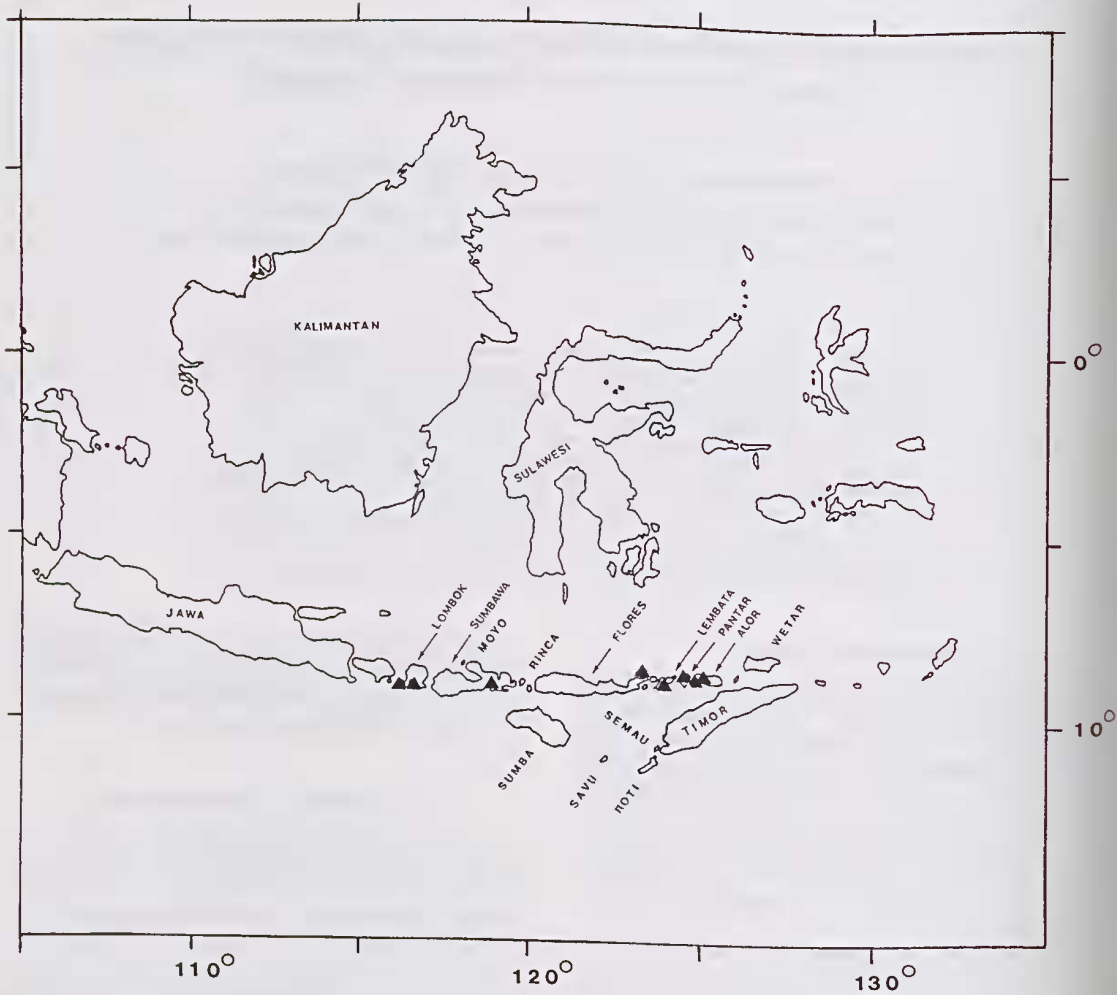 KALIMANTAN
0°
SULAWESI
JAWA
LOMBOK
SUMBAWA
MOYO
RINCA
FLORES
LEMBATA
PANTAR
ALOR
WETAR
SEMAU
TIMOR
10°
SUMBA
SAVU
ROTI
110°
120°
130°